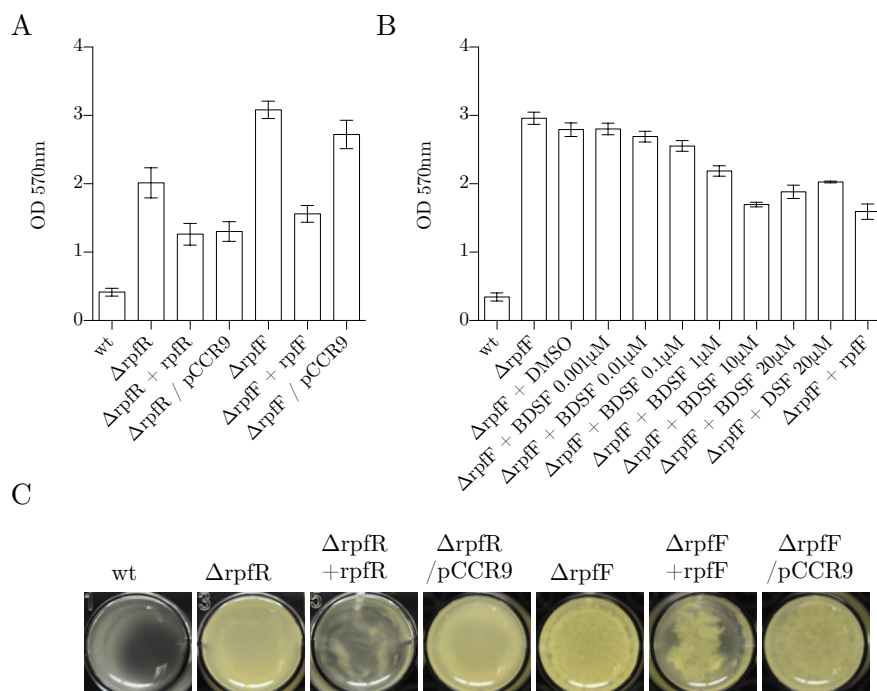 A
4
3
2
1
0
OD 570nm
wt
ΔrpfR
ΔrpfR + rpfR
ΔrpfR / pCCR9
ΔrpfF
ΔrpfF + rpfF
ΔrpfF / pCCR9
B
4
3
2
1
0
OD 570nm
wt
ΔrpfF
ΔrpfF + DMSO
ΔrpfF + BDSF 0.001µM
ΔrpfF + BDSF 0.01µM
ΔrpfF + BDSF 0.1µM
ΔrpfF + BDSF 1µM
ΔrpfF + BDSF 10µM
ΔrpfF + BDSF 20µM
ΔrpfF + DSF 20µM
ΔrpfF + rpfF
C
wt
ΔrpfR
ΔrpfR
+rpfR
ΔrpfR
/pCCR9
ΔrpfF
ΔrpfF
+rpfF
ΔrpfF
/pCCR9